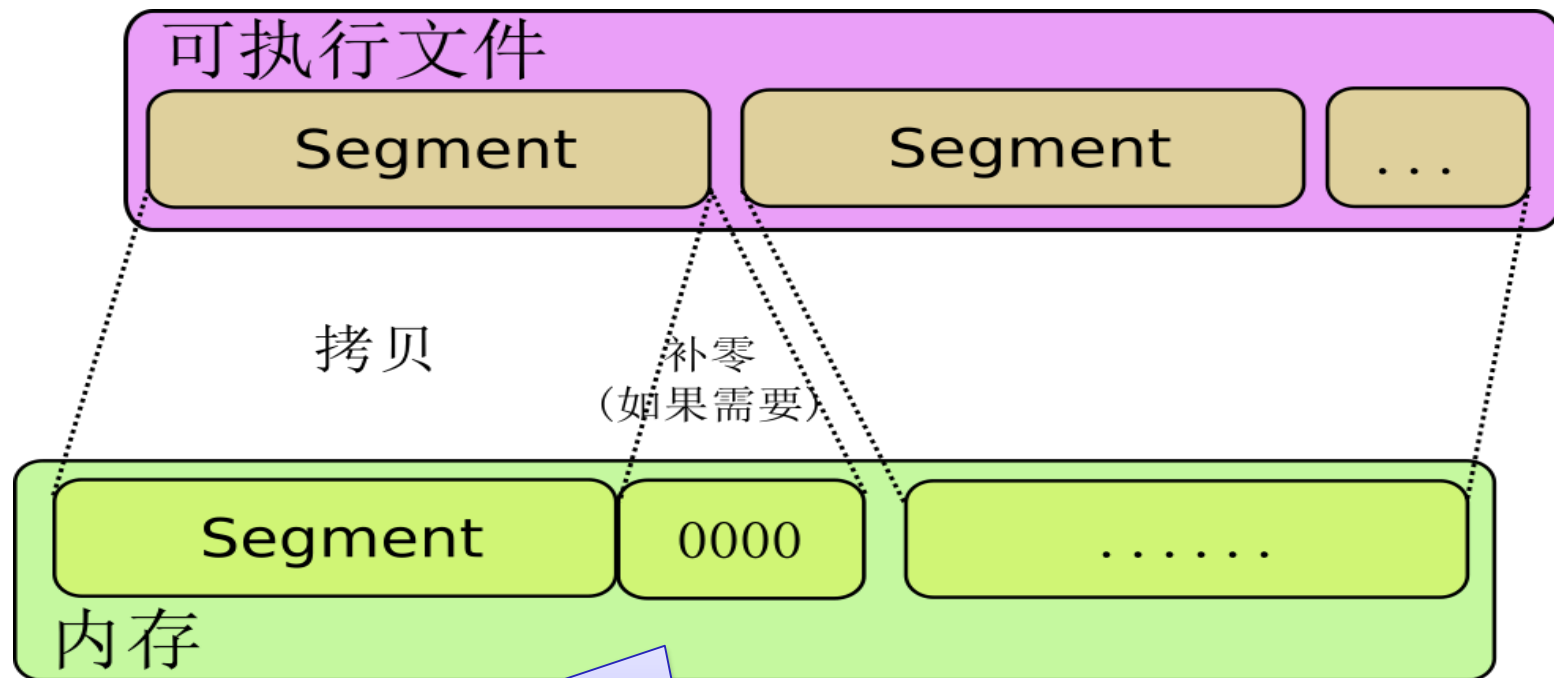 可执行文件
Segment
Segment
...
拷贝
补零
(如果需要)
Segment
0000
......
内存